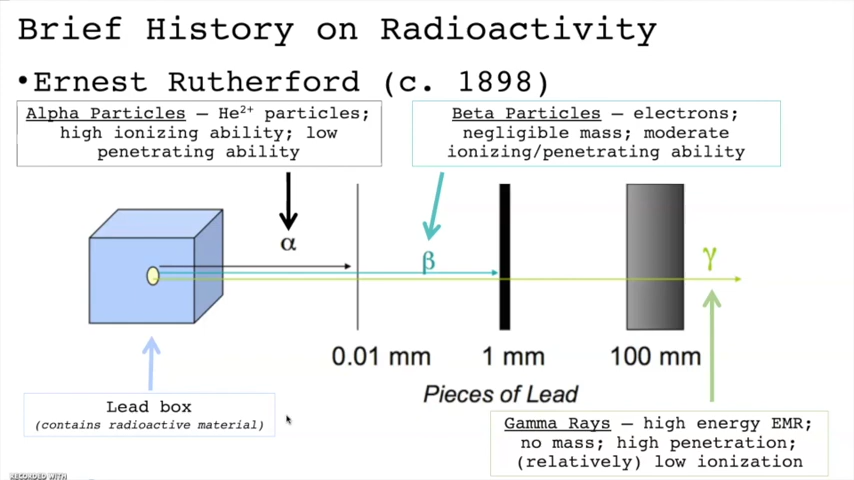 Brief History on Radioactivity
•Ernest Rutherford (c. 1898)
Alpha Particles – He²⁺ particles;
high ionizing ability; low
penetrating ability
Beta Particles – electrons;
negligible mass; moderate
ionizing/penetrating ability
α
β
γ
0.01 mm
1 mm
100 mm
Pieces of Lead
Lead box
(contains radioactive material)
Gamma Rays – high energy EMR;
no mass; high penetration;
(relatively) low ionization
RECORDED WITH